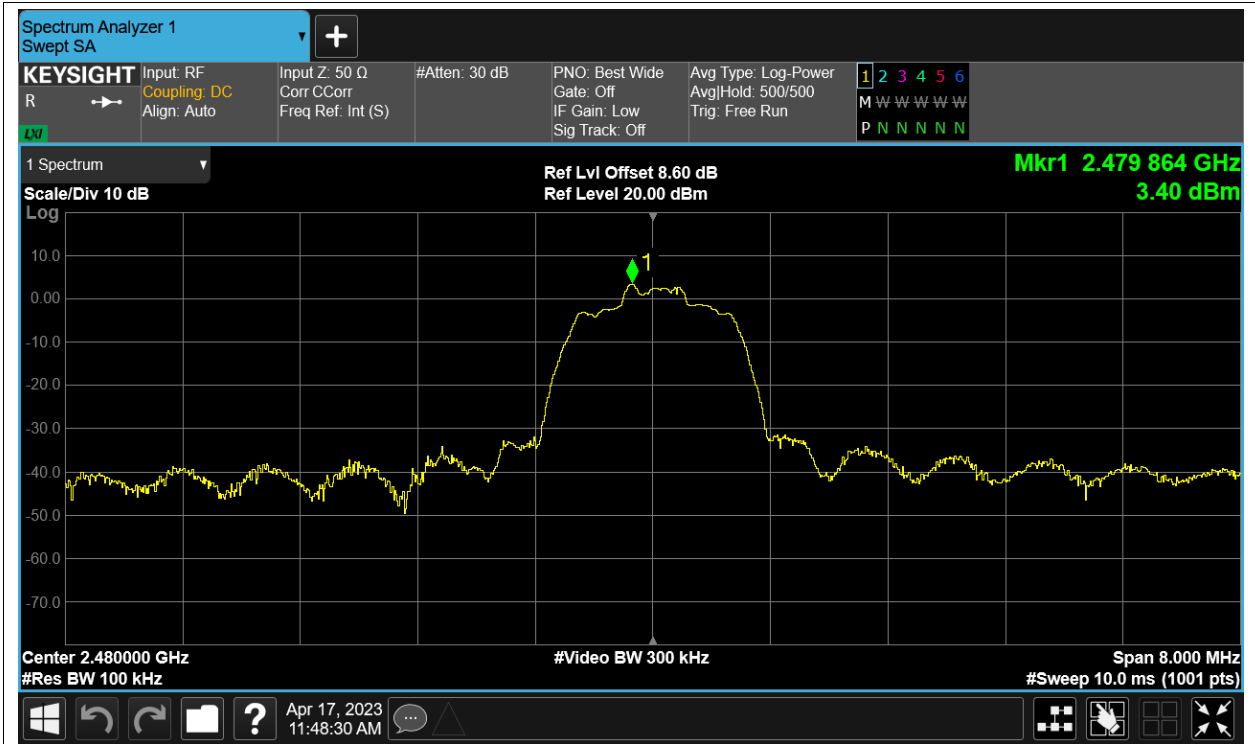 Spectrum Analyzer 1
Swept SA
KEYSIGHT
R
LXI
Input: RF
Coupling: DC
Align: Auto
Input Z: 50 Ω
Corr CCorr
Freq Ref: Int (S)
#Atten: 30 dB
PNO: Best Wide
Gate: Off
IF Gain: Low
Sig Track: Off
Avg Type: Log-Power
Avg|Hold: 500/500
Trig: Free Run
1 2 3 4 5 6
M W W W W W
P N N N N N
1 Spectrum
Scale/Div 10 dB
Log
Ref Lvl Offset 8.60 dB
Ref Level 20.00 dBm
Mkr1 2.479 864 GHz
3.40 dBm
1
10.0
0.00
-10.0
-20.0
-30.0
-40.0
-50.0
-60.0
-70.0
Center 2.480000 GHz
#Res BW 100 kHz
#Video BW 300 kHz
Span 8.000 MHz
#Sweep 10.0 ms (1001 pts)
?
Apr 17, 2023
11:48:30 AM